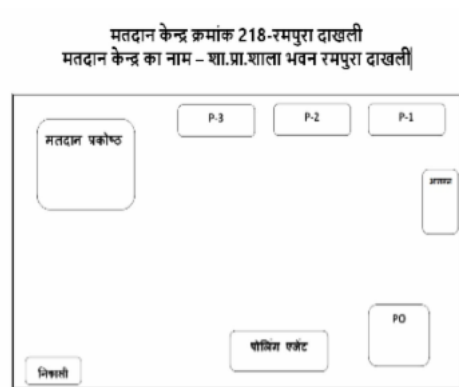 मतदान केन्द्र क्रमांक 218-रमपुरा दाखली
मतदान केन्द्र का नाम – शा.प्रा.शाला भवन रमपुरा दाखली
P-3 P-2 P-1
मतदान प्रकोष्ठ
PO
पोलिंग एजेंट
निकासी